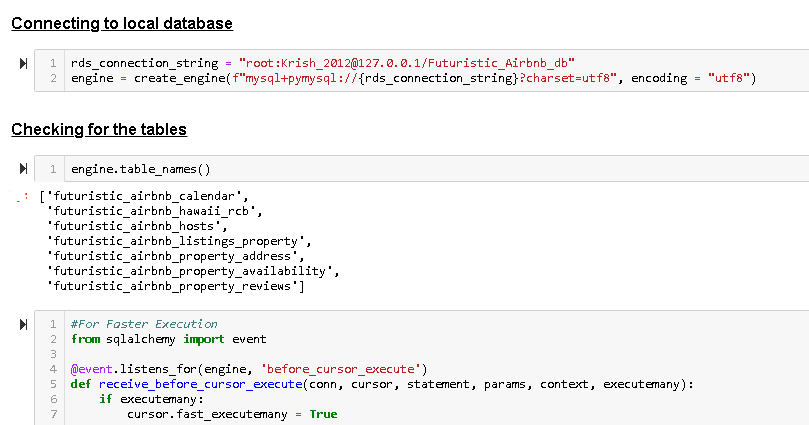 Connecting to local database
1 rds_connection_string = "root:Krish_2012@127.0.0.1/Futuristic_Airbnb_db"
2 engine = create_engine(f"mysql+pymysql://{rds_connection_string}?charset=utf8", encoding = "utf8")
Checking for the tables
1 engine.table_names()
['futuristic_airbnb_calendar',
'futuristic_airbnb_hawaii_rcb',
'futuristic_airbnb_hosts',
'futuristic_airbnb_listings_property',
'futuristic_airbnb_property_address',
'futuristic_airbnb_property_availability',
'futuristic_airbnb_property_reviews']
1 #For Faster Execution
2 from sqlalchemy import event
3
4 @event.listens_for(engine, 'before_cursor_execute')
5 def receive_before_cursor_execute(conn, cursor, statement, params, context, executemany):
6 if executemany:
7 cursor.fast_executemany = True